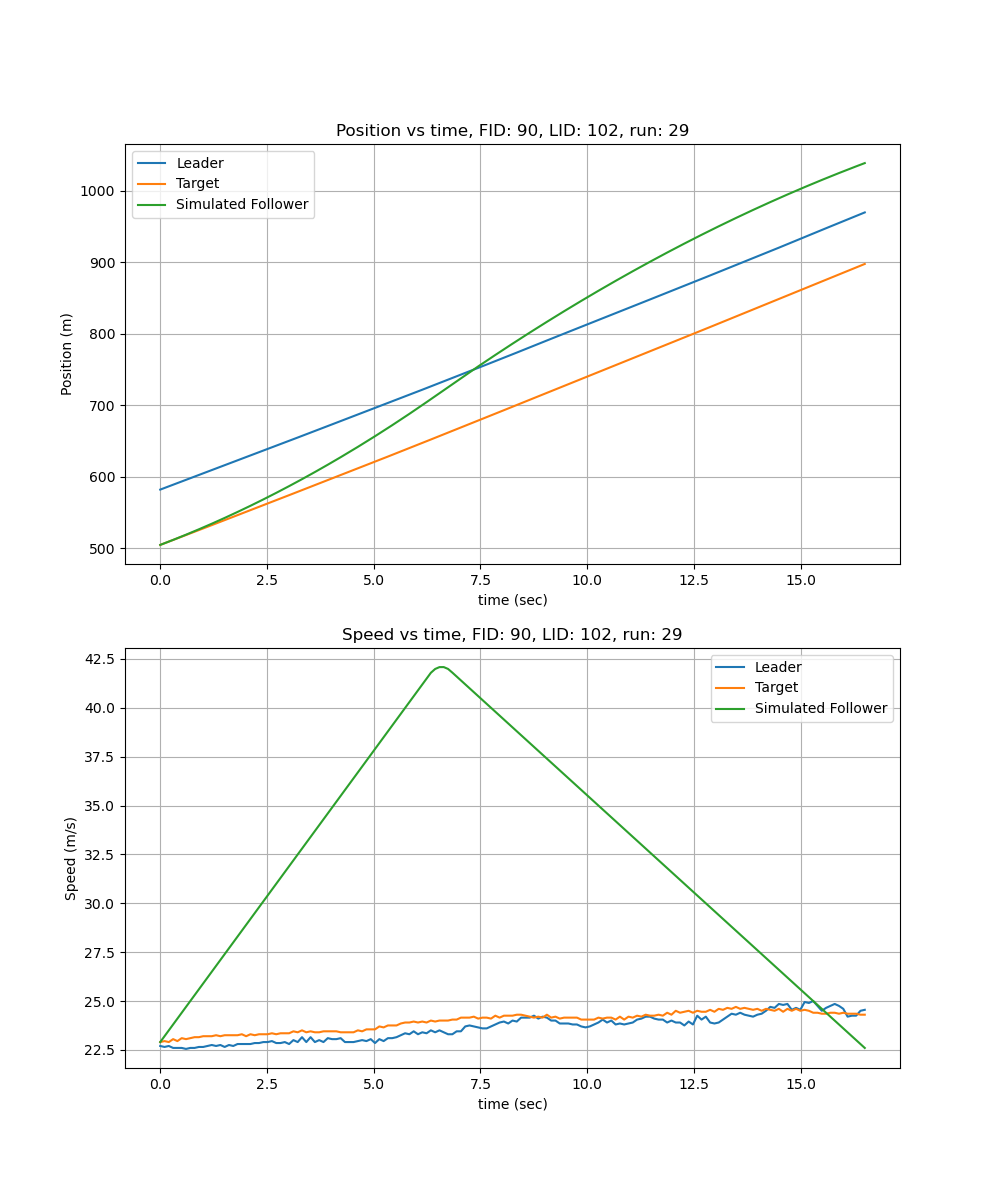 Position vs time, FID: 90, LID: 102, run: 29
Leader
Target
Simulated Follower
1000
900
800
700
600
500
Position (m)
0.0 2.5 5.0 7.5 10.0 12.5 15.0
time (sec)
Speed vs time, FID: 90, LID: 102, run: 29
Leader
Target
Simulated Follower
42.5
40.0
37.5
35.0
32.5
30.0
27.5
25.0
22.5
Speed (m/s)
0.0 2.5 5.0 7.5 10.0 12.5 15.0
time (sec)